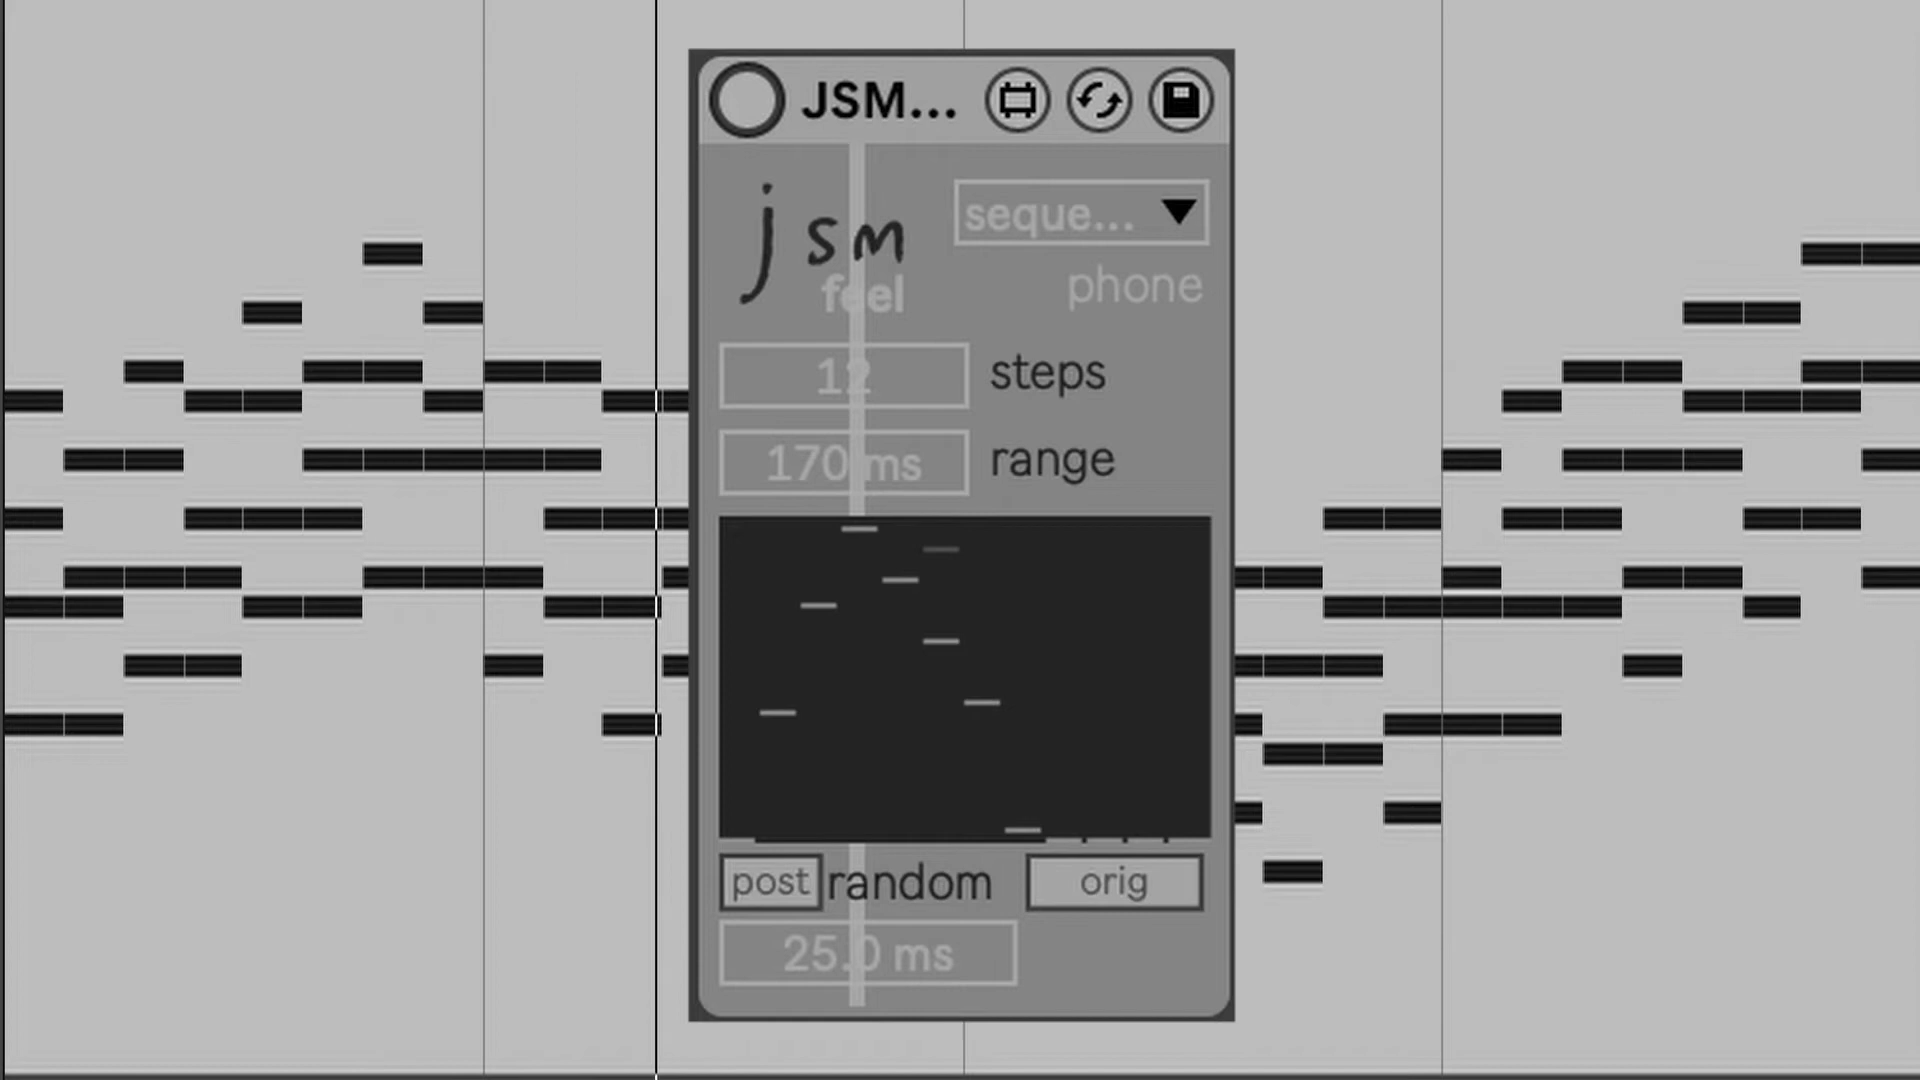 JSM...
jsm
seque...
feel
phone
12 steps
170 ms range
post random orig
25.0 ms